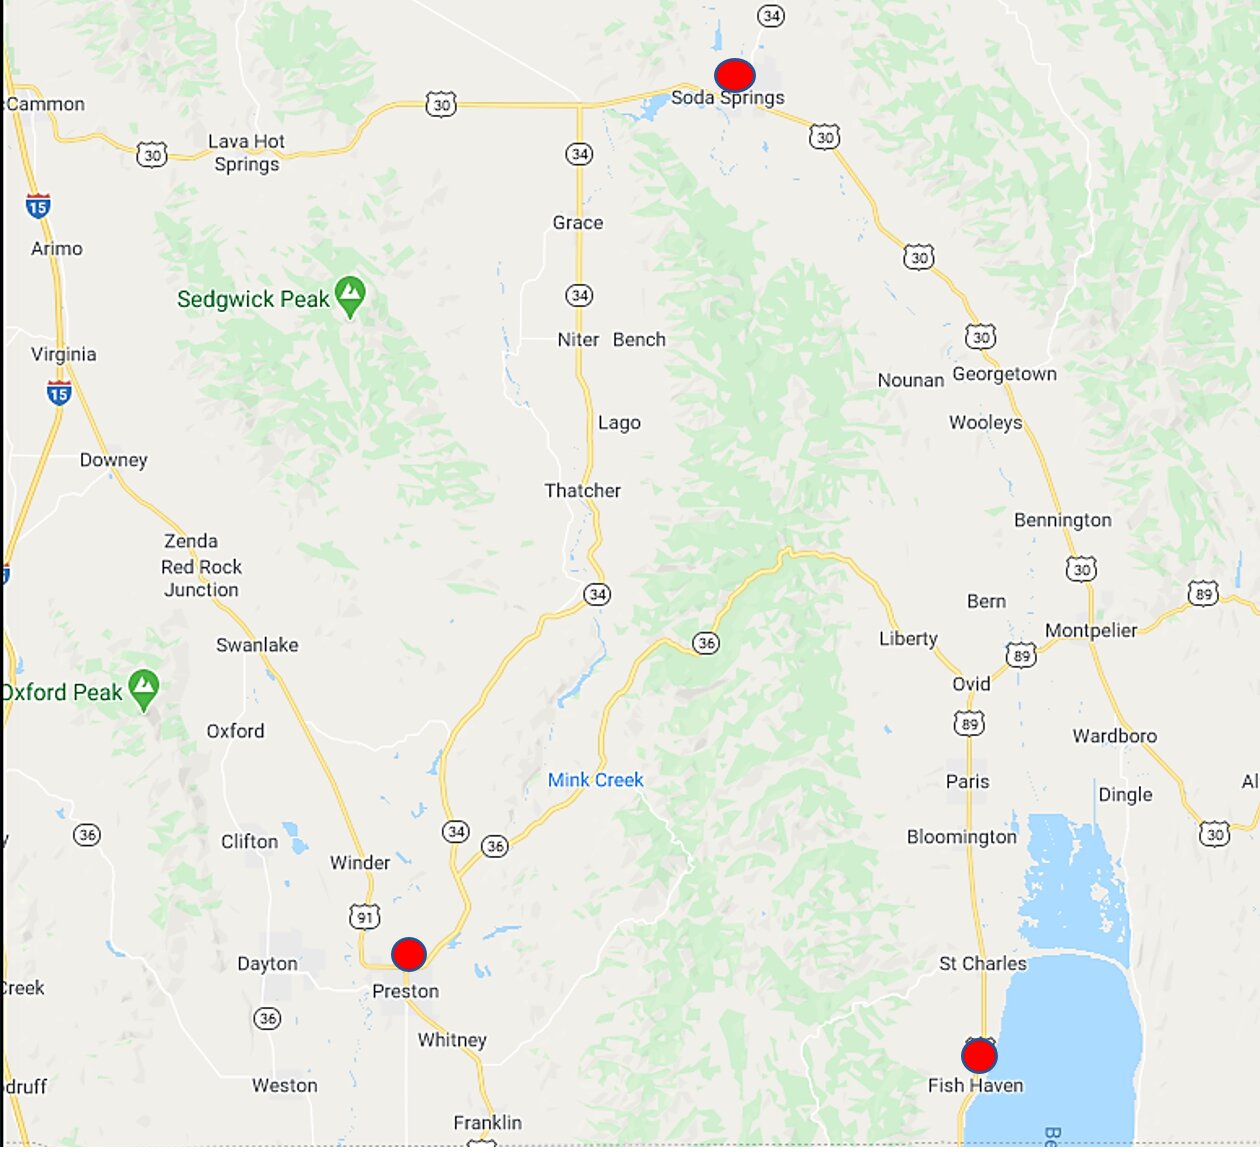 34
Soda Springs
cCammon
30
30
Lava Hot
Springs
30
34
15
Grace
Arimo
30
Sedgwick Peak
34
30
Niter Bench
Virginia
Georgetown
Nounan
15
Lago
Wooleys
Downey
Thatcher
Bennington
Zenda
Red Rock
Junction
30
34
89
Bern
Montpelier
Swanlake
36
Liberty
89
Ovid
Oxford Peak
89
Oxford
Wardboro
Mink Creek
Paris
Al
Dingle
36
34
30
Clifton
36
Bloomington
y
Winder
91
Dayton
St Charles
Creek
Preston
36
Whitney
druff
Weston
Fish Haven
Franklin
Be